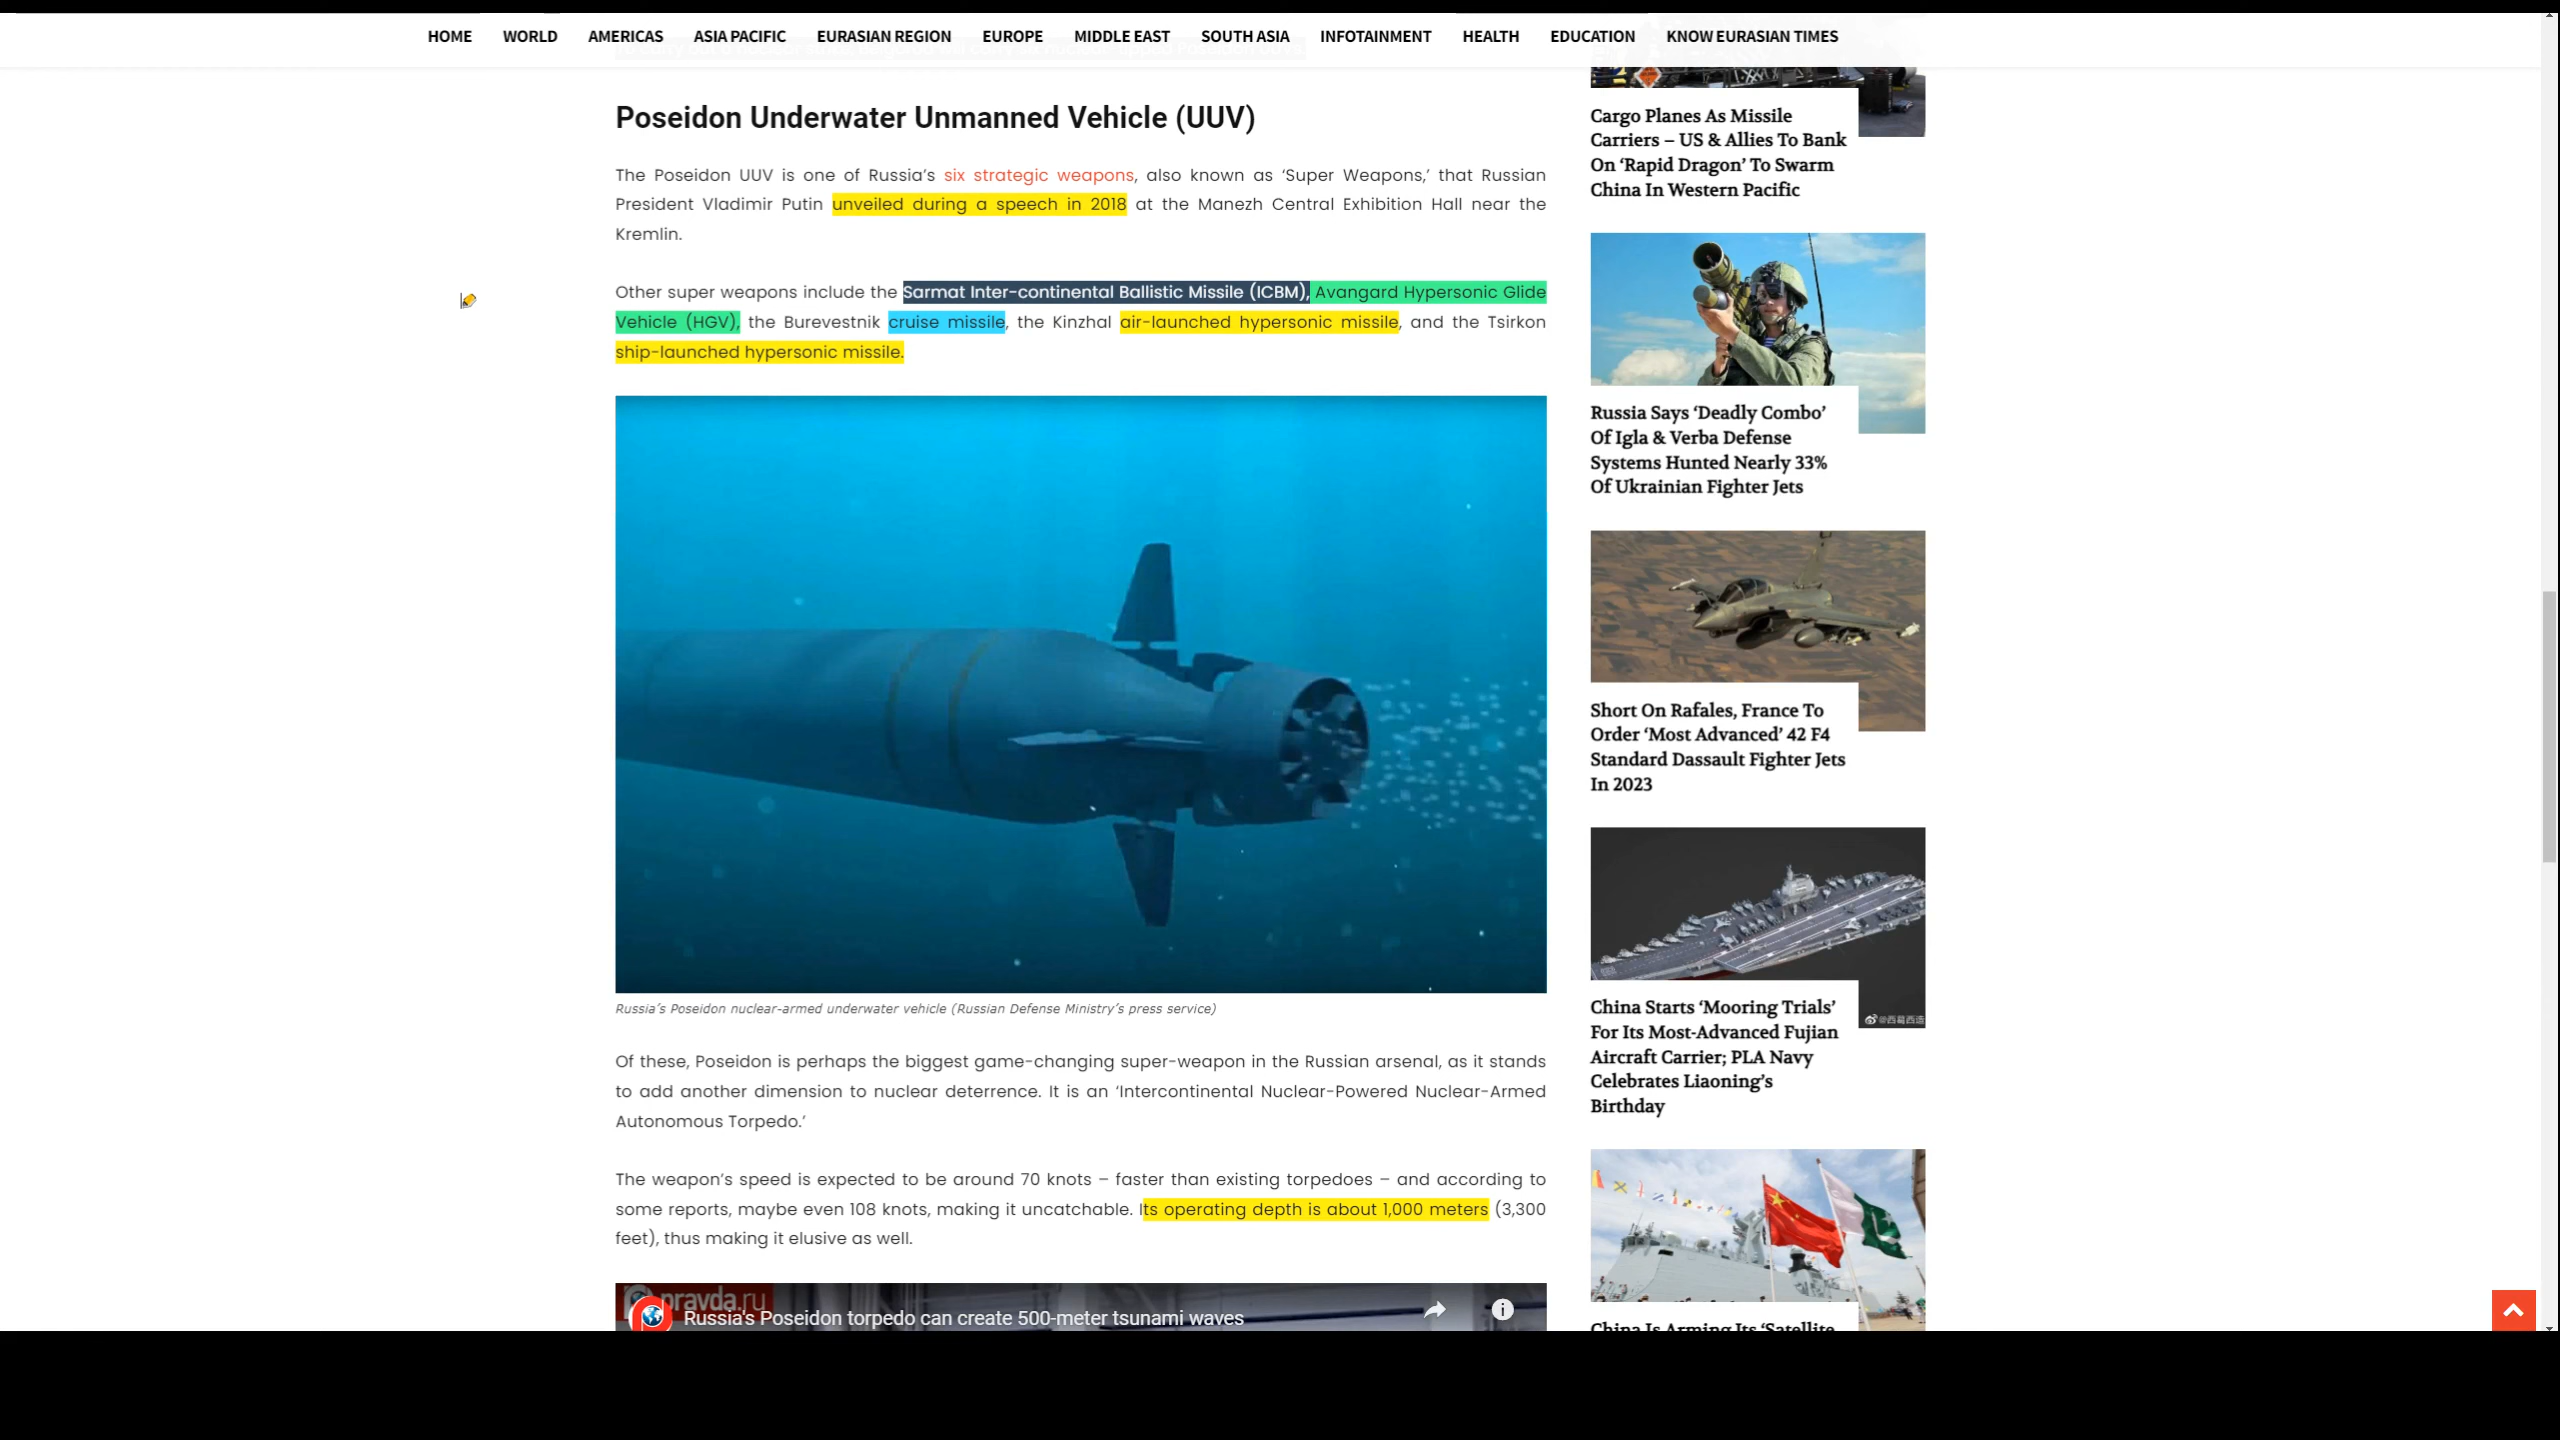 HOME WORLD AMERICAS ASIA PACIFIC EURASIAN REGION EUROPE MIDDLE EAST SOUTH ASIA INFOTAINMENT HEALTH EDUCATION KNOW EURASIAN TIMES
Poseidon Underwater Unmanned Vehicle (UUV)
The Poseidon UUV is one of Russia’s six strategic weapons, also known as ‘Super Weapons,’ that Russian
President Vladimir Putin unveiled during a speech in 2018 at the Manezh Central Exhibition Hall near the
Kremlin.
Other super weapons include the Sarmat Inter-continental Ballistic Missile (ICBM), Avangard Hypersonic Glide
Vehicle (HGV), the Burevestnik cruise missile, the Kinzhal air-launched hypersonic missile, and the Tsirkon
ship-launched hypersonic missile.
Russia’s Poseidon nuclear-armed underwater vehicle (Russian Defense Ministry’s press service)
Of these, Poseidon is perhaps the biggest game-changing super-weapon in the Russian arsenal, as it stands
to add another dimension to nuclear deterrence. It is an ‘Intercontinental Nuclear-Powered Nuclear-Armed
Autonomous Torpedo.’
The weapon’s speed is expected to be around 70 knots – faster than existing torpedoes – and according to
some reports, maybe even 108 knots, making it uncatchable. Its operating depth is about 1,000 meters (3,300
feet), thus making it elusive as well.
pravda.ru
Russia's Poseidon torpedo can create 500-meter tsunami waves
Cargo Planes As Missile
Carriers – US & Allies To Bank
On ‘Rapid Dragon’ To Swarm
China In Western Pacific
Russia Says ‘Deadly Combo’
Of Igla & Verba Defense
Systems Hunted Nearly 33%
Of Ukrainian Fighter Jets
Short On Rafales, France To
Order ‘Most Advanced’ 42 F4
Standard Dassault Fighter Jets
In 2023
China Starts ‘Mooring Trials’
For Its Most-Advanced Fujian
Aircraft Carrier; PLA Navy
Celebrates Liaoning’s
Birthday
China Is Arming Its ‘Satellite